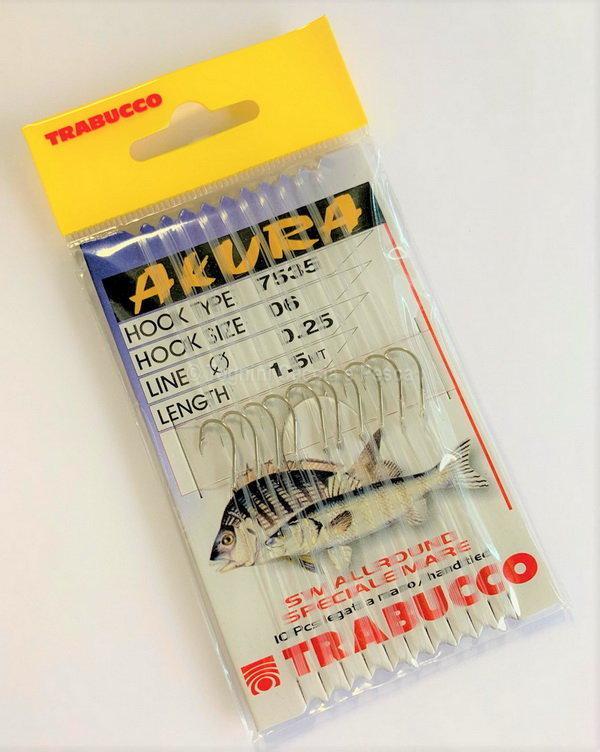 TRABUCCO
AKURA
HOOK TYPE 7535
HOOK SIZE 06
LINE Ø 0.25
LENGTH 1.5MT
SW ALLROUND
SPECIALE MARE
10 Pcs legati a mano / hand tied
TRABUCCO